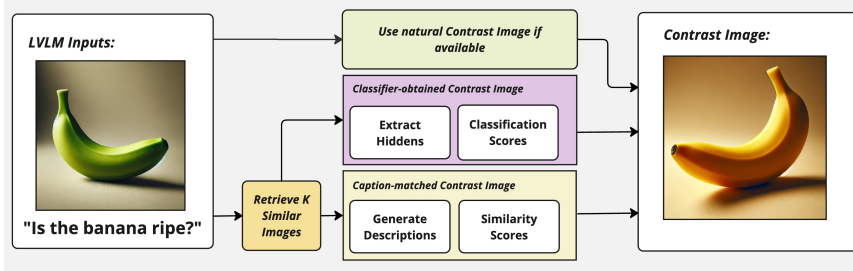 LVLM Inputs:
"Is the banana ripe?"
Retrieve K
Similar
Images
Use natural Contrast Image if
available
Classifier-obtained Contrast Image
Extract
Hiddens
Classification
Scores
Caption-matched Contrast Image
Generate
Descriptions
Similarity
Scores
Contrast Image: